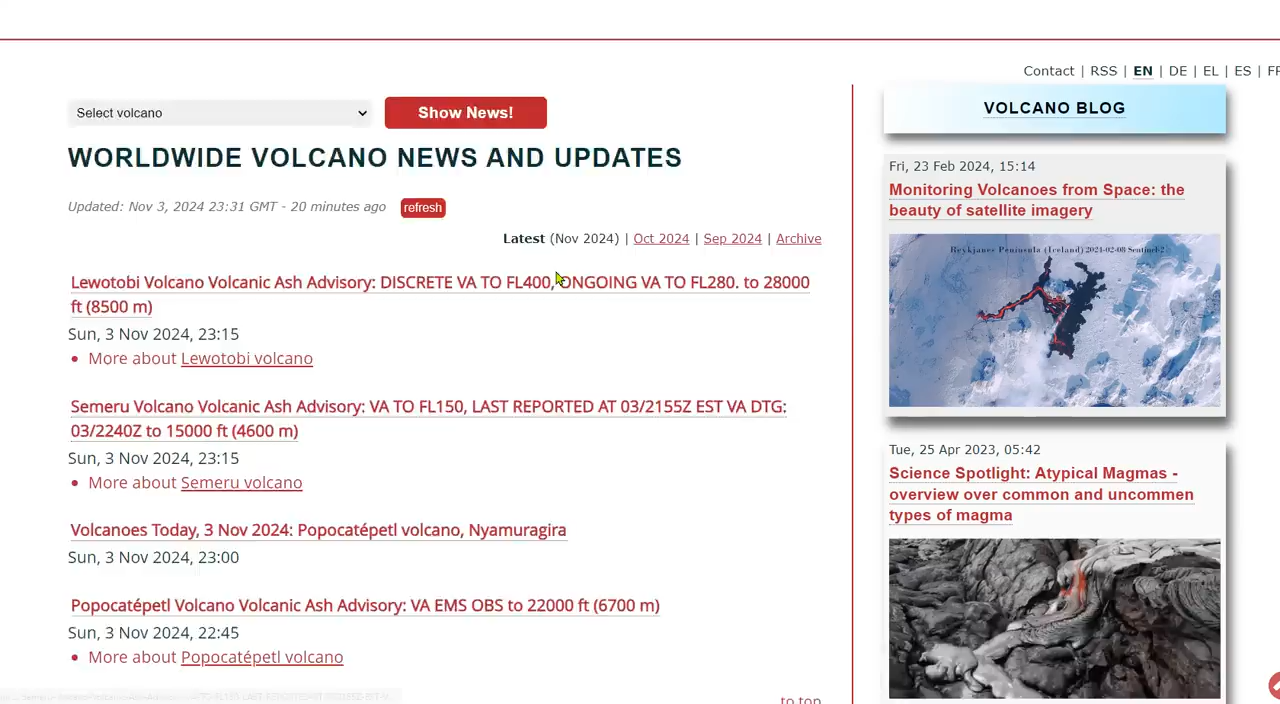 Contact | RSS | EN | DE | EL | ES |
Select volcano
Show News!
WORLDWIDE VOLCANO NEWS AND UPDATES
Updated: Nov 3, 2024 23:31 GMT - 20 minutes ago
refresh
Latest (Nov 2024) | Oct 2024 | Sep 2024 | Archive
Lewotobi Volcano Volcanic Ash Advisory: DISCRETE VA TO FL400, ONGOING VA TO FL280. to 28000
ft (8500 m)
Sun, 3 Nov 2024, 23:15
• More about Lewotobi volcano
Semeru Volcano Volcanic Ash Advisory: VA TO FL150, LAST REPORTED AT 03/2155Z EST VA DTG:
03/2240Z to 15000 ft (4600 m)
Sun, 3 Nov 2024, 23:15
• More about Semeru volcano
Volcanoes Today, 3 Nov 2024: Popocatépetl volcano, Nyamuragira
Sun, 3 Nov 2024, 23:00
Popocatépetl Volcano Volcanic Ash Advisory: VA EMS OBS to 22000 ft (6700 m)
Sun, 3 Nov 2024, 22:45
• More about Popocatépetl volcano
to top
VOLCANO BLOG
Fri, 23 Feb 2024, 15:14
Monitoring Volcanoes from Space: the
beauty of satellite imagery
Reykjanes Peninsula (Iceland) 2021-02-08 Sentinel-2
Tue, 25 Apr 2023, 05:42
Science Spotlight: Atypical Magmas -
overview over common and uncommen
types of magma